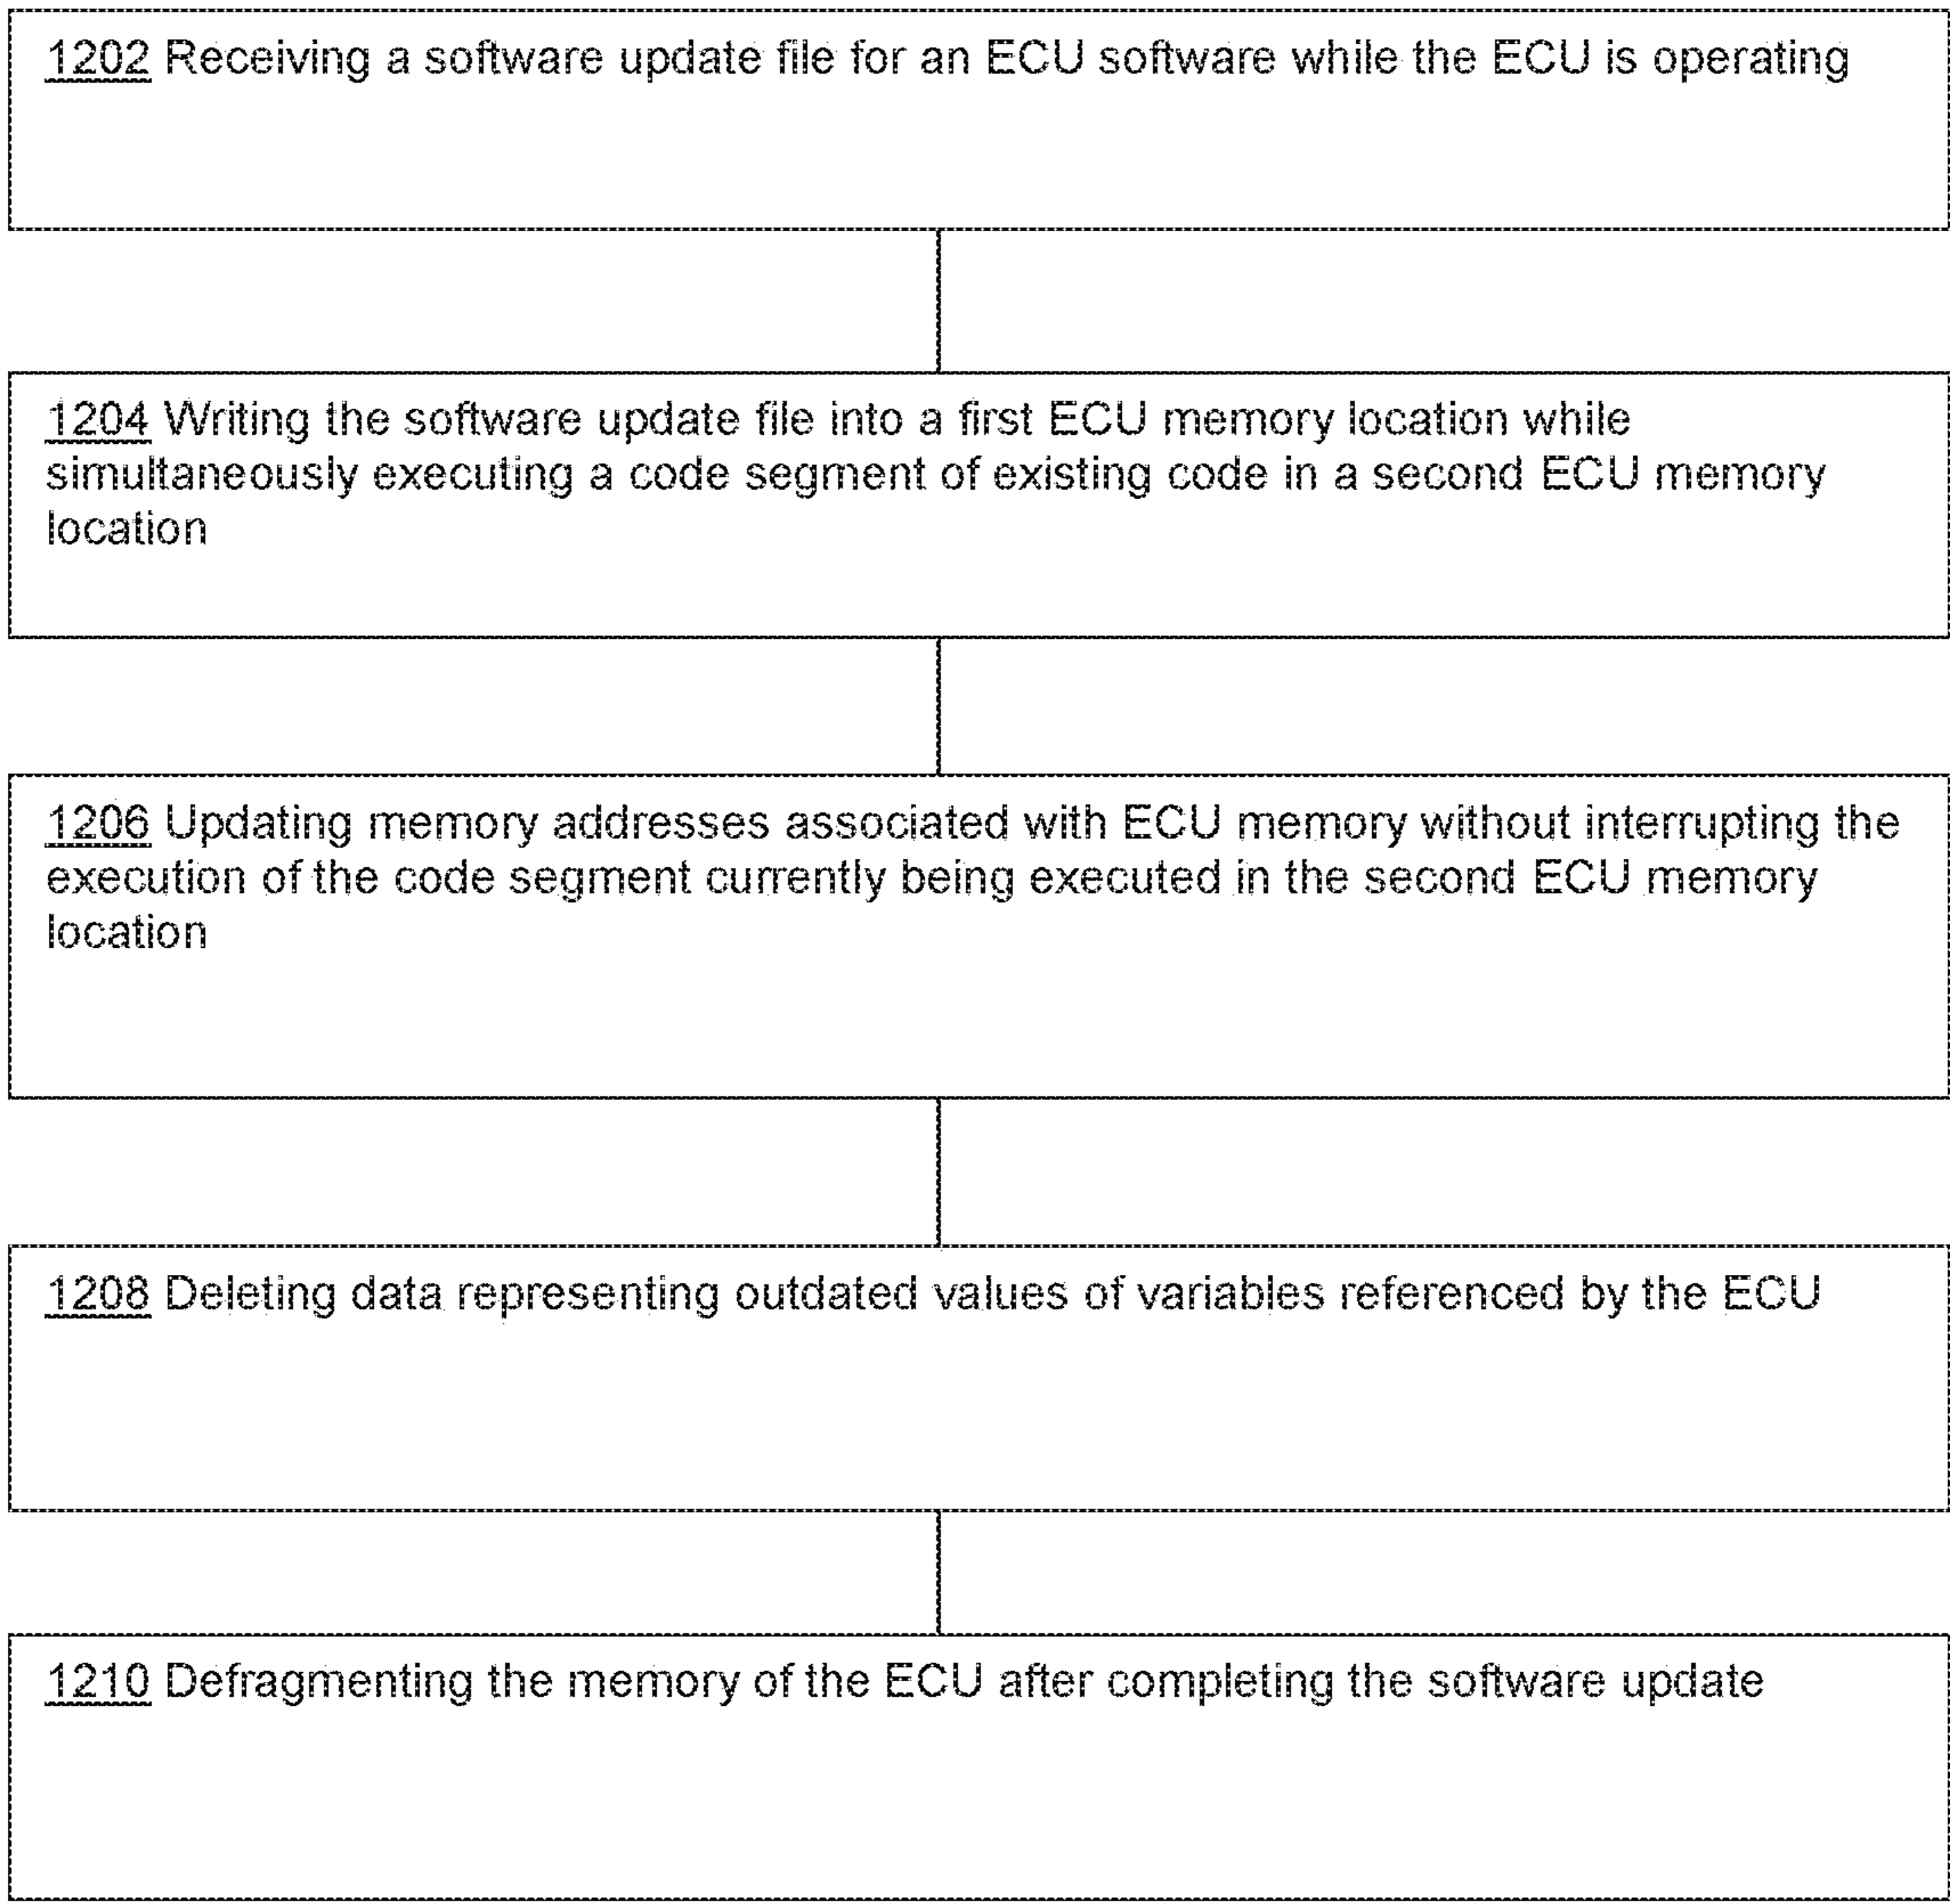 1202 Receiving a software update file for an ECU software while the ECU is operating
1204 Writing the software update file into a first ECU memory location while
simultaneously executing a code segment of existing code in a second ECU memory
location
1206 Updating memory addresses associated with ECU memory without interrupting the
execution of the code segment currently being executed in the second ECU memory
location
1208 Deleting data representing outdated values of variables referenced by the ECU
1210 Defragmenting the memory of the ECU after completing the software update